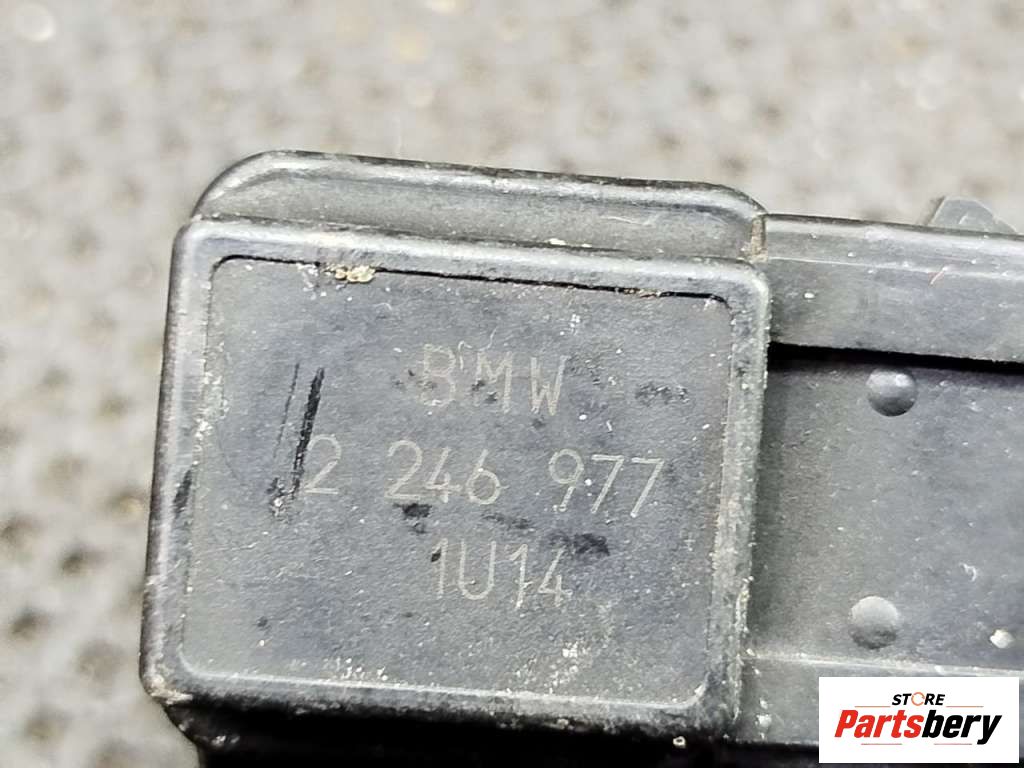 BMW
2 246 977
1U14
STORE
Partsbery